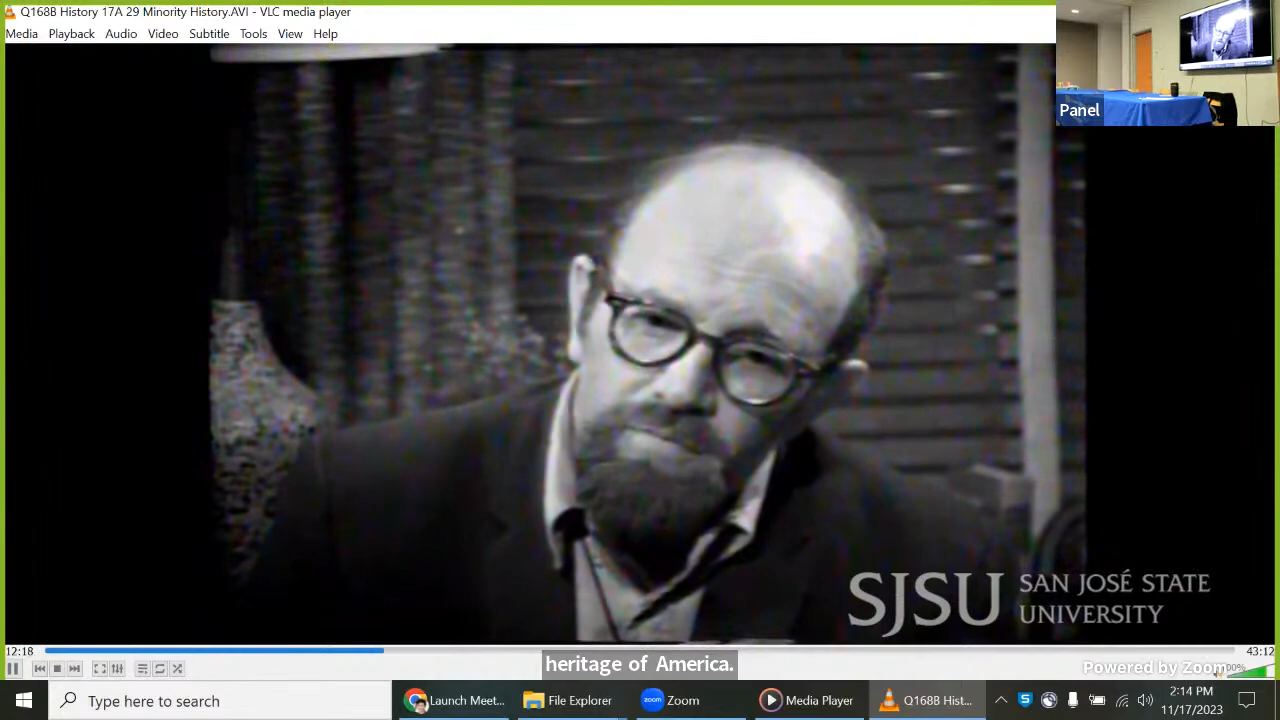 Q168B History 17A 29 Minority History.AVI - VLC media player
Media Playback Audio Video Subtitle Tools View Help
Panel
SJSU SAN JOSÉ STATE
UNIVERSITY
12:18
43:12
heritage of America.
Powered by Zoom
00%
Type here to search
Launch Meet...
File Explorer
Zoom
Media Player
Q168B Hist...
2:14 PM
11/17/2023